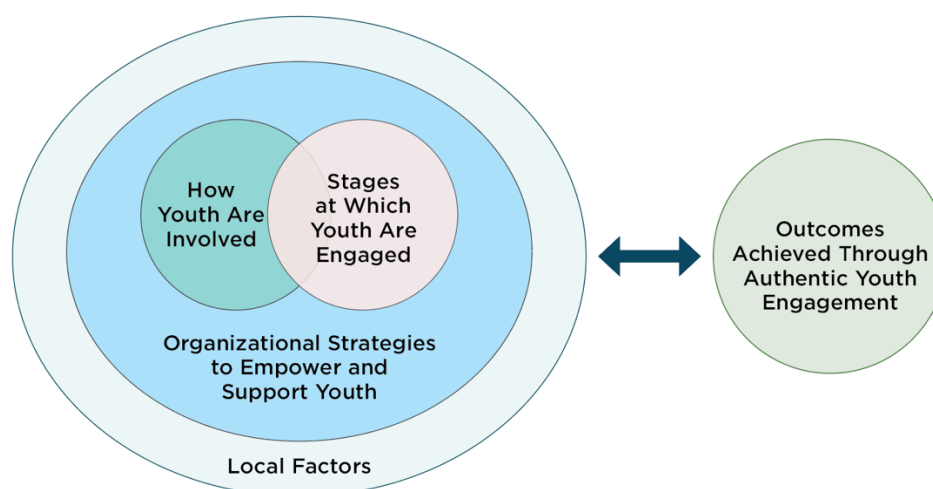 How
Youth Are
Involved
Stages
at Which
Youth Are
Engaged
Organizational Strategies
to Empower and
Support Youth
Local Factors
Outcomes
Achieved Through
Authentic Youth
Engagement